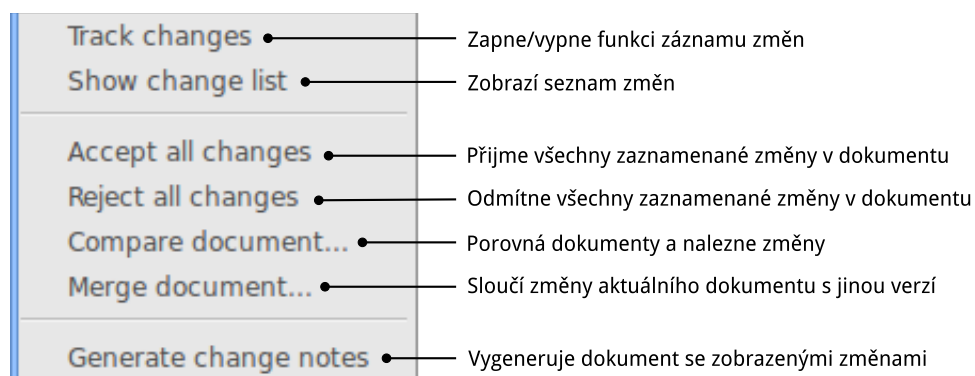 Track changes Zapne/vypne funkci záznamu změn
Show change list Zobrazí seznam změn
Accept all changes Přijme všechny zaznamenané změny v dokumentu
Reject all changes Odmítne všechny zaznamenané změny v dokumentu
Compare document... Porovná dokumenty a nalezne změny
Merge document... Sloučí změny aktuálního dokumentu s jinou verzí
Generate change notes Vygeneruje dokument se zobrazenými změnami